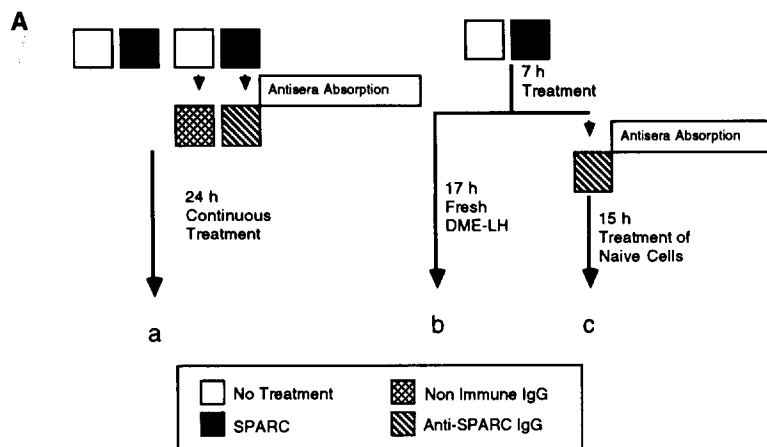 A
Antisera Absorption
24 h
Continuous
Treatment
a
7 h
Treatment
Antisera Absorption
17 h
Fresh
DME-LH
15 h
Treatment of
Naive Cells
b
c
No Treatment
Non Immune IgG
SPARC
Anti-SPARC IgG